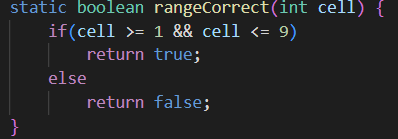 static boolean rangeCorrect(int cell) {
    if(cell >= 1 && cell <= 9)
        return true;
    else
        return false;
}